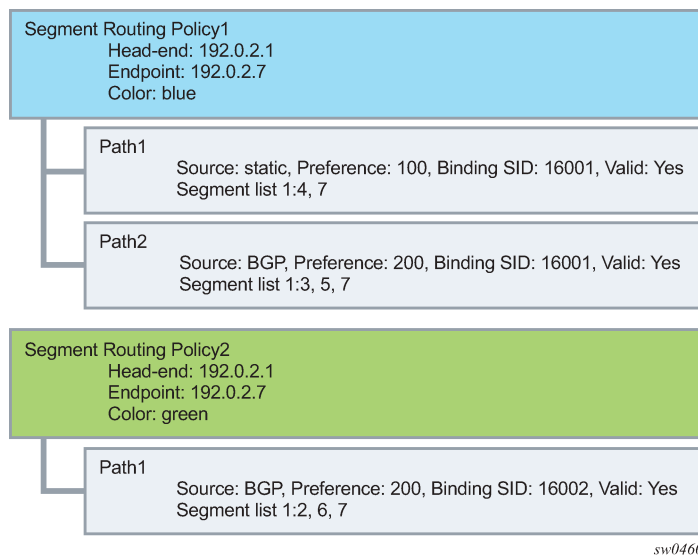 Segment Routing Policy1
Head-end: 192.0.2.1
Endpoint: 192.0.2.7
Color: blue
Path1
Source: static, Preference: 100, Binding SID: 16001, Valid: Yes
Segment list 1:4, 7
Path2
Source: BGP, Preference: 200, Binding SID: 16001, Valid: Yes
Segment list 1:3, 5, 7
Segment Routing Policy2
Head-end: 192.0.2.1
Endpoint: 192.0.2.7
Color: green
Path1
Source: BGP, Preference: 200, Binding SID: 16002, Valid: Yes
Segment list 1:2, 6, 7